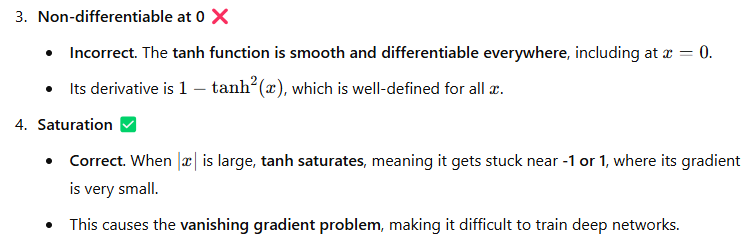 3. Non-differentiable at 0 ❌
• Incorrect. The tanh function is smooth and differentiable everywhere, including at x = 0.
• Its derivative is 1 − tanh²(x), which is well-defined for all x.
4. Saturation ✅
• Correct. When |x| is large, tanh saturates, meaning it gets stuck near -1 or 1, where its gradient
is very small.
• This causes the vanishing gradient problem, making it difficult to train deep networks.